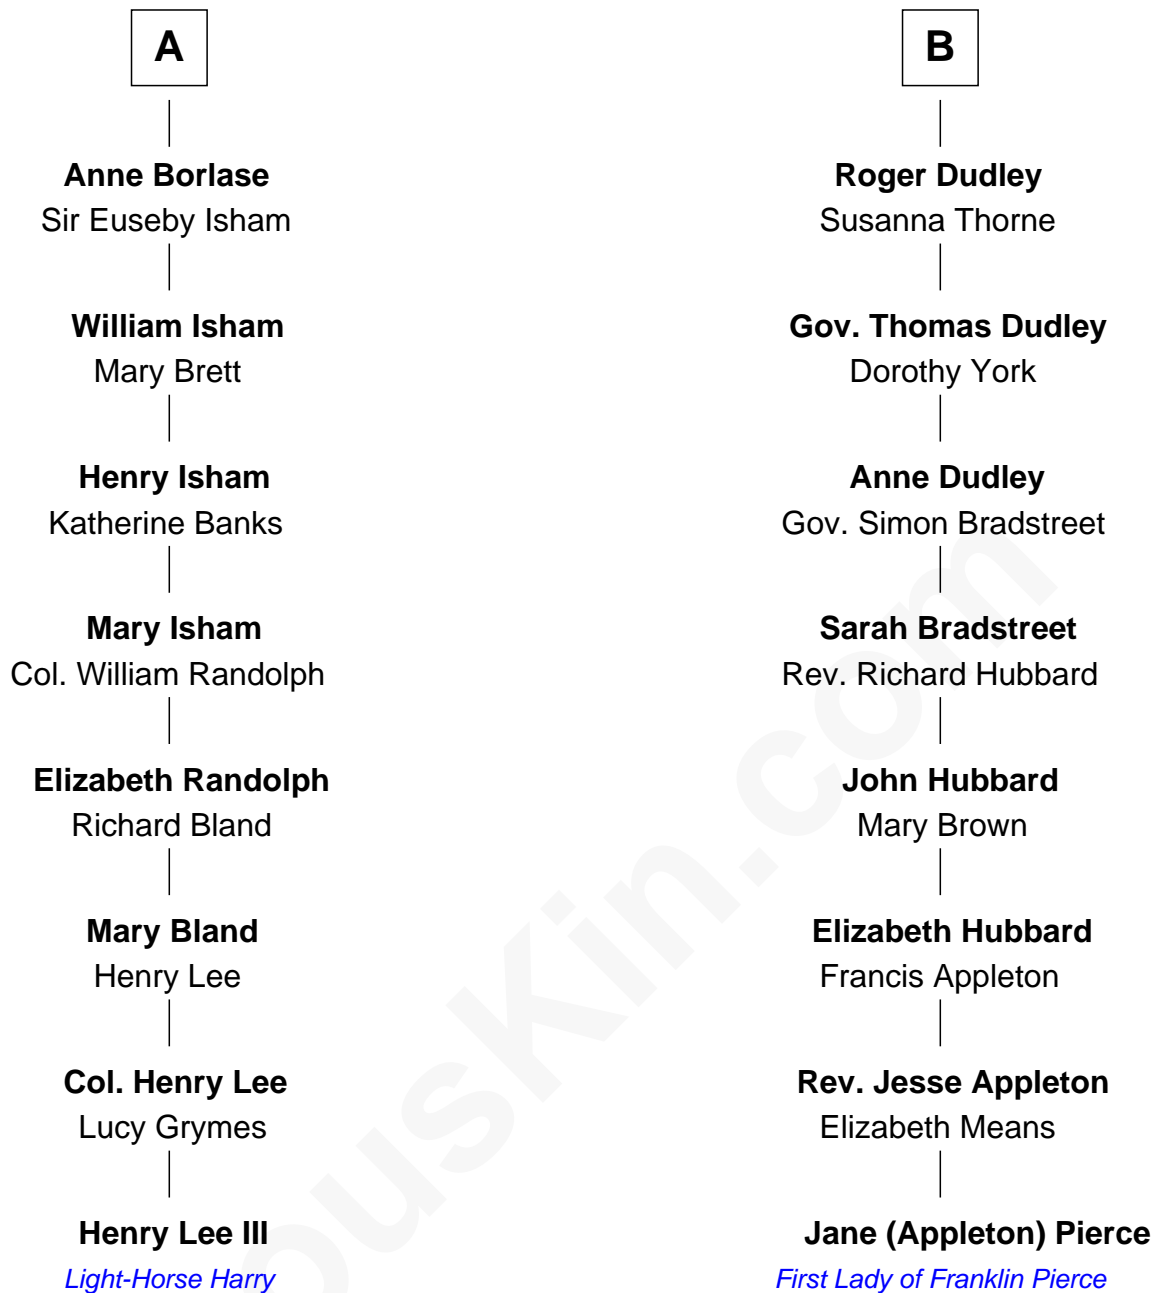 A
Anne Borlase
Sir Euseby Isham
William Isham
Mary Brett
Henry Isham
Katherine Banks
Mary Isham
Col. William Randolph
Elizabeth Randolph
Richard Bland
Mary Bland
Henry Lee
Col. Henry Lee
Lucy Grymes
Henry Lee III
Light-Horse Harry
B
Roger Dudley
Susanna Thorne
Gov. Thomas Dudley
Dorothy York
Anne Dudley
Gov. Simon Bradstreet
Sarah Bradstreet
Rev. Richard Hubbard
John Hubbard
Mary Brown
Elizabeth Hubbard
Francis Appleton
Rev. Jesse Appleton
Elizabeth Means
Jane (Appleton) Pierce
First Lady of Franklin Pierce
ousKin.com